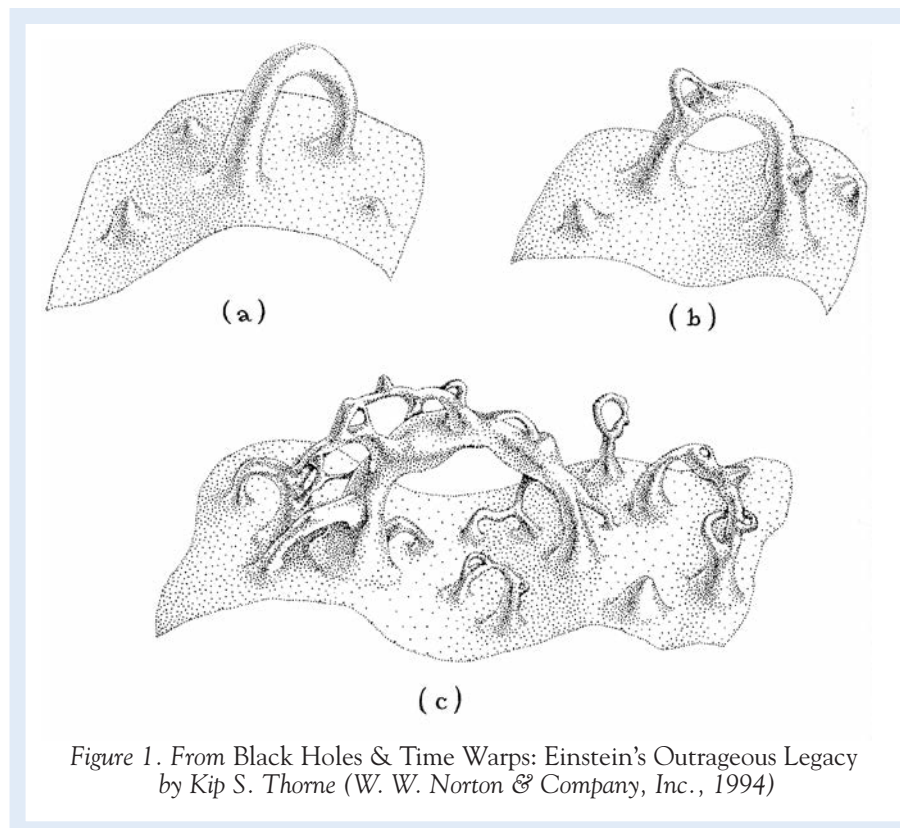 (a)
(b)
(c)
Figure 1. From Black Holes & Time Warps: Einstein's Outrageous Legacy
by Kip S. Thorne (W. W. Norton & Company, Inc., 1994)